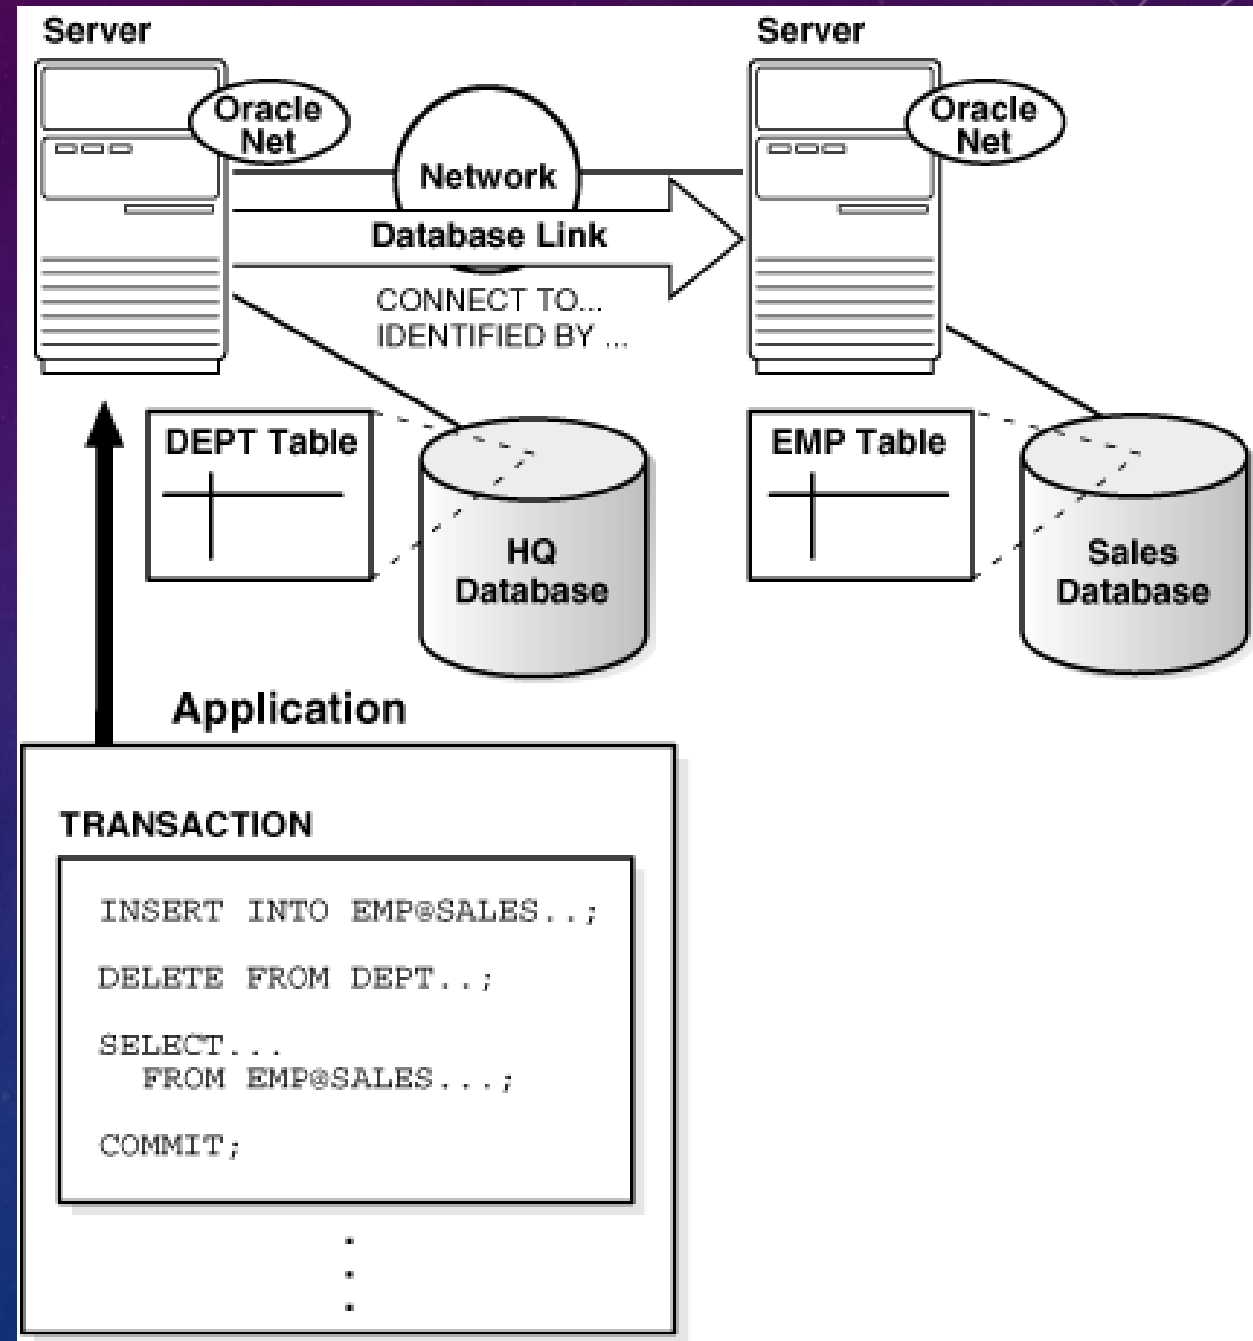 Server
Server
Oracle
Net
Oracle
Net
Network
Database Link
CONNECT TO...
IDENTIFIED BY ...
DEPT Table
EMP Table
HQ
Database
Sales
Database
Application
TRANSACTION
INSERT INTO EMP@SALES..;
DELETE FROM DEPT..;
SELECT...
FROM EMP@SALES...;
COMMIT;
.
.
.